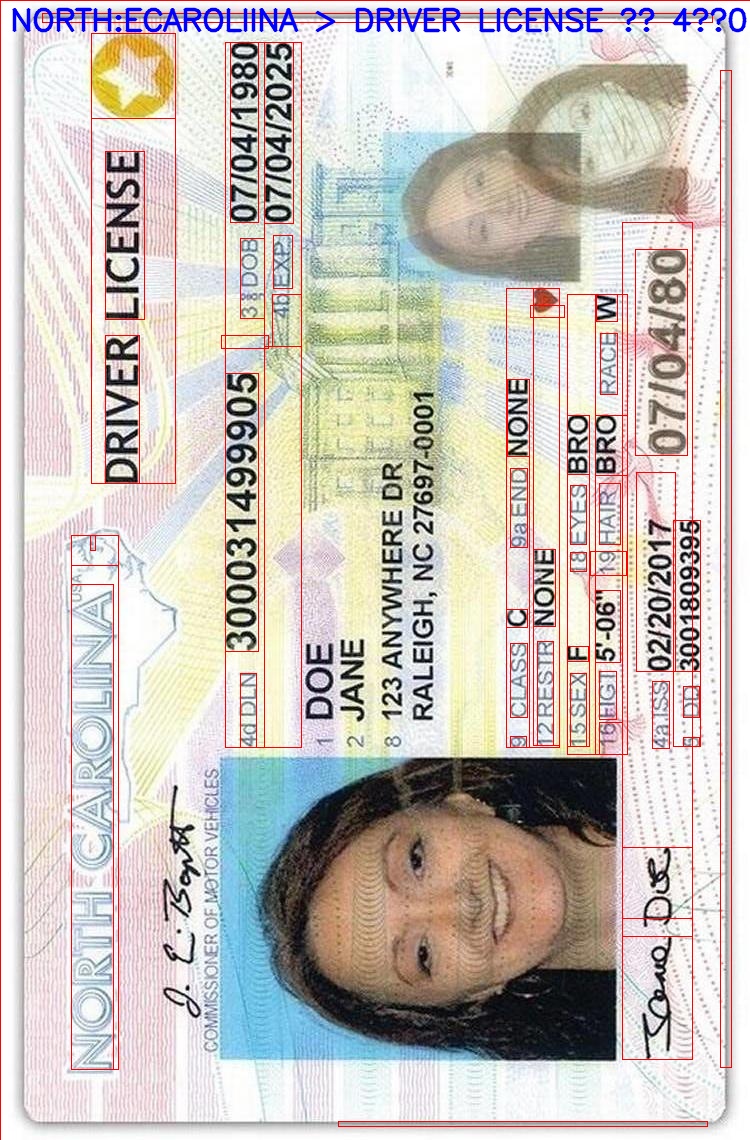 NORTH:ECAROLIINA > DRIVER LICENSE ?? 4??0
NORTH CAROLINA USA DRIVER LICENSE
4d DLN 300031499905 3 DOB 07/04/1980
4b EXP 07/04/2025
1 DOE
2 JANE
8 123 ANYWHERE DR
RALEIGH, NC 27697-0001
9 CLASS C 9a END NONE
12 RESTR NONE
15 SEX F 18 EYES BRO
16 HGT 5'-06" 19 HAIR BRO RACE W
4a ISS 02/20/2017 07/04/80
5 DD 3001809395
COMMISSIONER OF MOTOR VEHICLES
Jane Doe